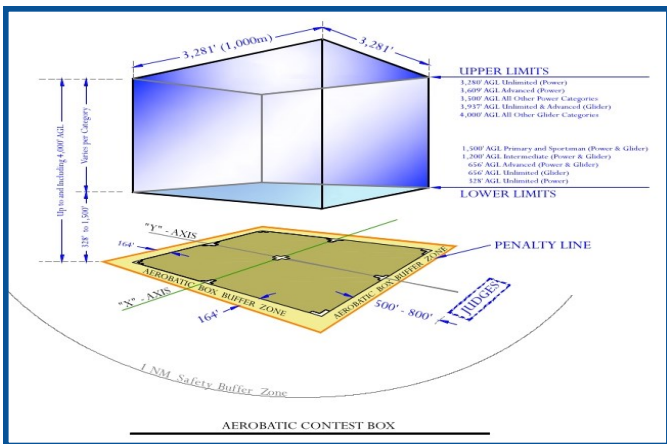 3,281' (1,000m)
3,281'
UPPER LIMITS
3,280' AGL Unlimited (Power)
3,609' AGL Advanced (Power)
3,500' AGL All Other Power Categories
3,937' AGL Unlimited & Advanced (Glider)
4,000' AGL All Other Glider Categories
Up to and Including 4,000' AGL
Varies per Category
328' to 1,500'
1,500' AGL Primary and Sportsman (Power & Glider)
1,200' AGL Intermediate (Power & Glider)
656' AGL Advanced (Power & Glider)
656' AGL Unlimited (Glider)
328' AGL Unlimited (Power)
LOWER LIMITS
"Y" - AXIS
164'
PENALTY LINE
AEROBATIC BOX BUFFER ZONE
AEROBATIC BOX BUFFER ZONE
"X" - AXIS
164'
500' - 800'
JUDGES
1 NM Safety Buffer Zone
AEROBATIC CONTEST BOX